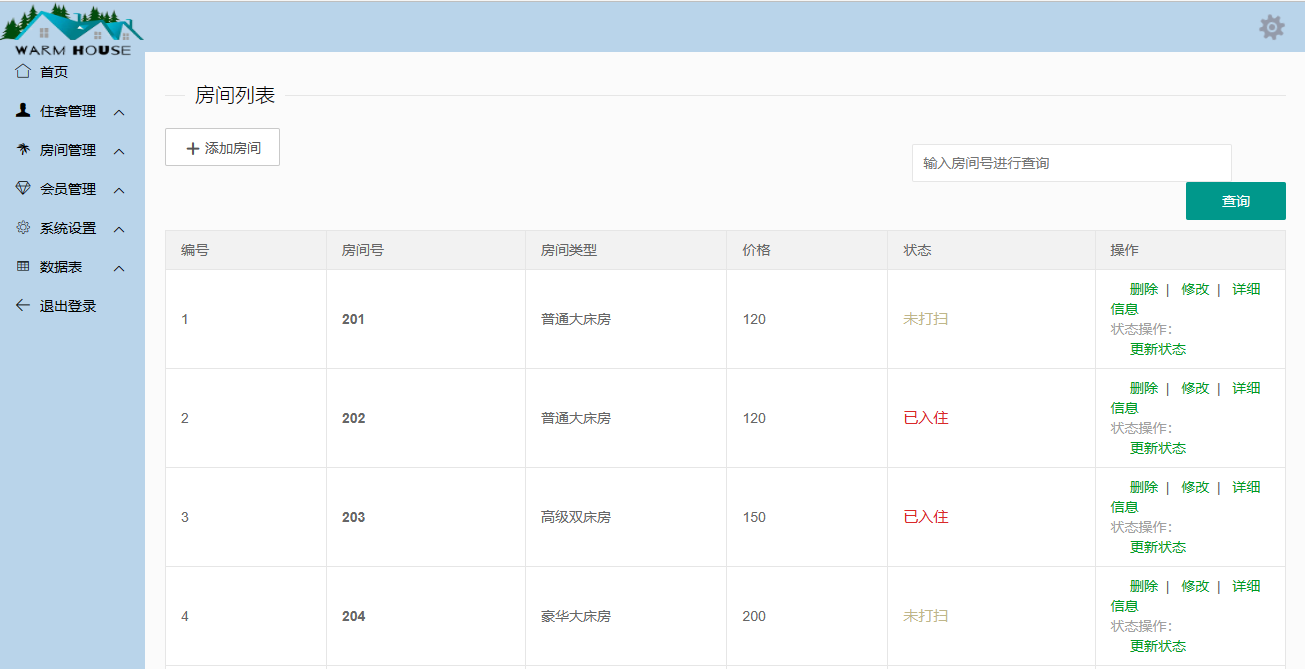 WARM HOUSE
首页
住客管理
房间管理
会员管理
系统设置
数据表
退出登录
房间列表
添加房间
输入房间号进行查询
查询
编号 房间号 房间类型 价格 状态 操作
1 201 普通大床房 120 未打扫 删除 | 修改 | 详细
信息
状态操作:
更新状态
2 202 普通大床房 120 已入住 删除 | 修改 | 详细
信息
状态操作:
更新状态
3 203 高级双床房 150 已入住 删除 | 修改 | 详细
信息
状态操作:
更新状态
4 204 豪华大床房 200 未打扫 删除 | 修改 | 详细
信息
状态操作:
更新状态